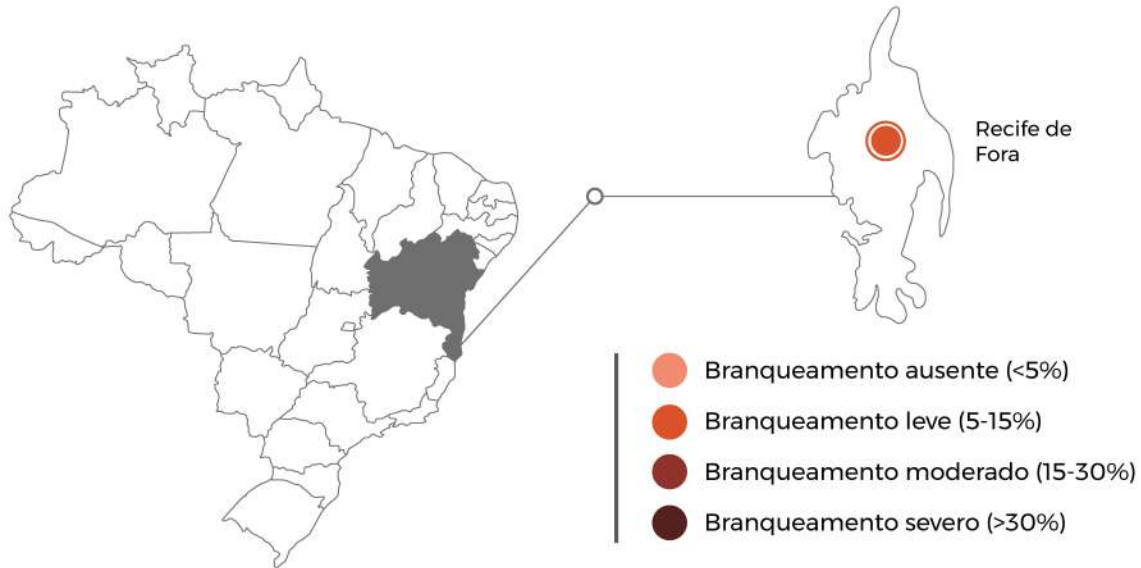 Recife de
Fora
Branqueamento ausente (<5%)
Branqueamento leve (5-15%)
Branqueamento moderado (15-30%)
Branqueamento severo (>30%)